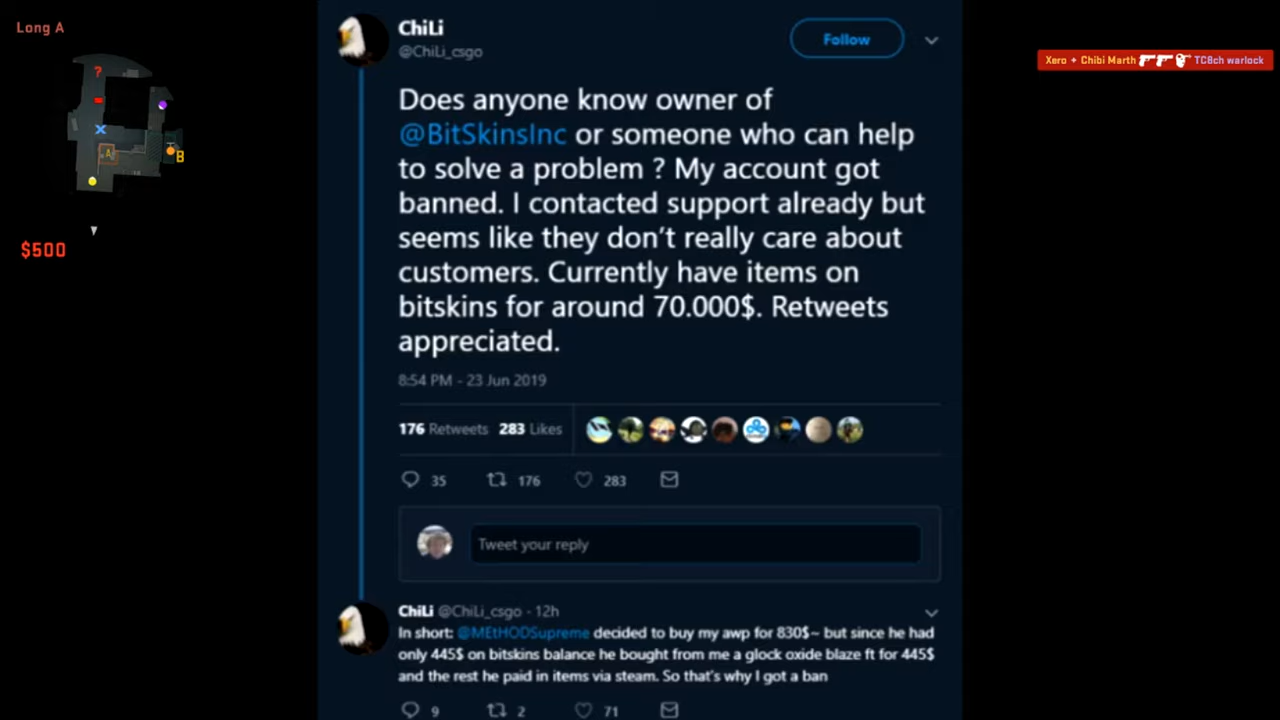 Long A
?
A
B
$500
Xero + Chibi Marth TC8ch warlock
ChiLi
@ChiLi_csgo
Follow
Does anyone know owner of
@BitSkinsInc or someone who can help
to solve a problem ? My account got
banned. I contacted support already but
seems like they don't really care about
customers. Currently have items on
bitskins for around 70.000$. Retweets
appreciated.
8:54 PM - 23 Jun 2019
176 Retweets 283 Likes
35 176 283
Tweet your reply
ChiLi @ChiLi_csgo · 12h
In short: @MEtHODSupreme decided to buy my awp for 830$~ but since he had
only 445$ on bitskins balance he bought from me a glock oxide blaze ft for 445$
and the rest he paid in items via steam. So that's why I got a ban
9 2 71